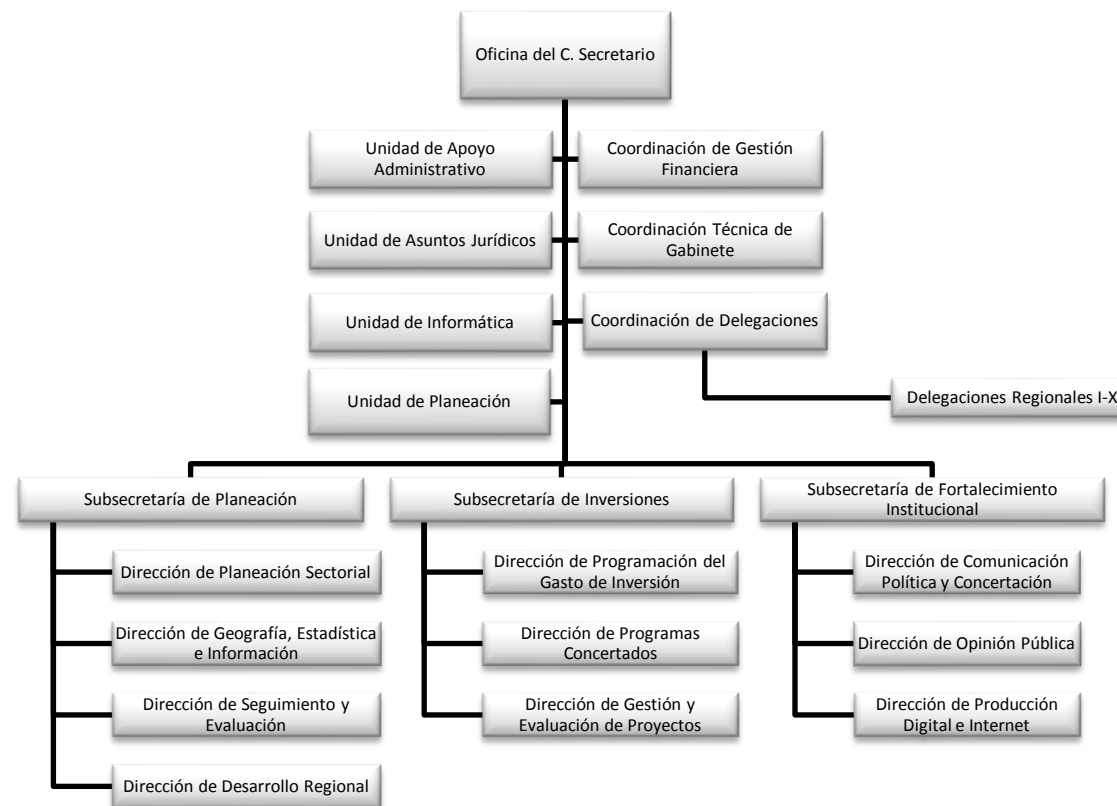 Oficina del C. Secretario
Unidad de Apoyo
Administrativo
Coordinación de Gestión
Financiera
Unidad de Asuntos Jurídicos
Coordinación Técnica de
Gabinete
Unidad de Informática
Coordinación de Delegaciones
Unidad de Planeación
Delegaciones Regionales I-X
Subsecretaría de Planeación
Subsecretaría de Inversiones
Subsecretaría de Fortalecimiento
Institucional
Dirección de Planeación Sectorial
Dirección de Geografía, Estadística
e Información
Dirección de Seguimiento y
Evaluación
Dirección de Desarrollo Regional
Dirección de Programación del
Gasto de Inversión
Dirección de Programas
Concertados
Dirección de Gestión y
Evaluación de Proyectos
Dirección de Comunicación
Política y Concertación
Dirección de Opinión Pública
Dirección de Producción
Digital e Internet